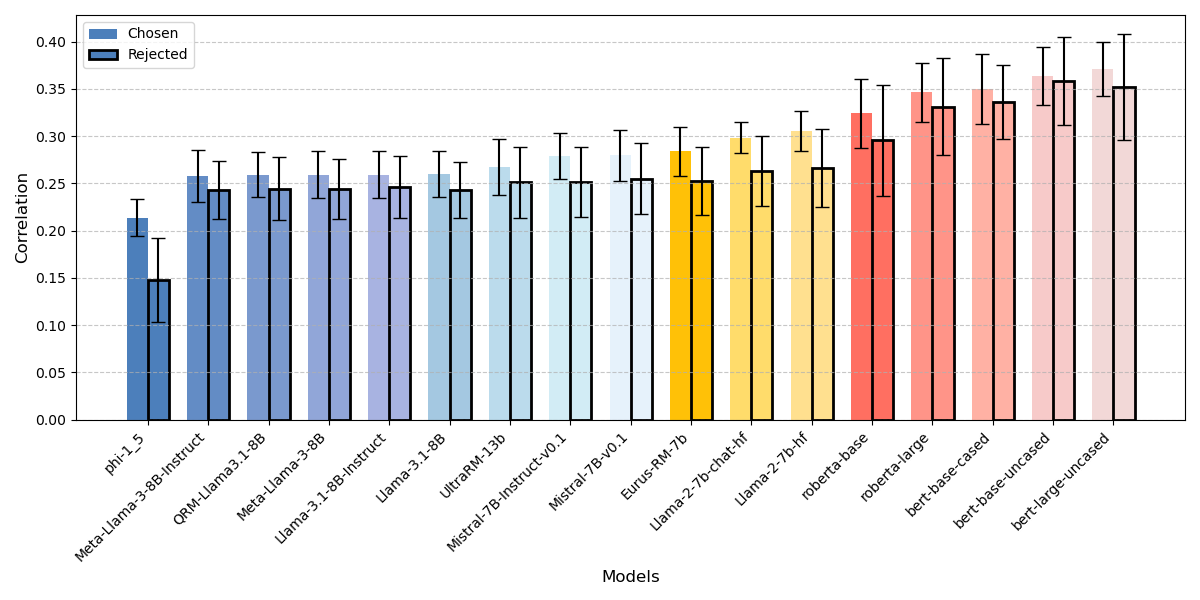 Chosen
Rejected
Correlation
0.40
0.35
0.30
0.25
0.20
0.15
0.10
0.05
0.00
phi-1_5
Meta-Llama-3-8B-Instruct
QRM-Llama3.1-8B
Meta-Llama-3-8B
Llama-3.1-8B-Instruct
Llama-3.1-8B
UltraRM-13b
Mistral-7B-Instruct-v0.1
Mistral-7B-v0.1
Eurus-RM-7b
Llama-2-7b-chat-hf
Llama-2-7b-hf
roberta-base
roberta-large
bert-base-cased
bert-base-uncased
bert-large-uncased
Models